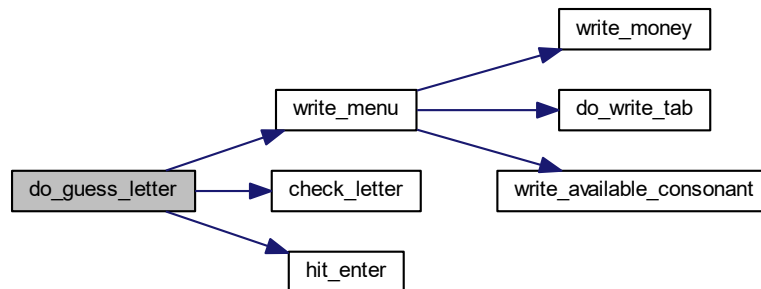 write_money
write_menu
do_write_tab
do_guess_letter
check_letter
write_available_consonant
hit_enter